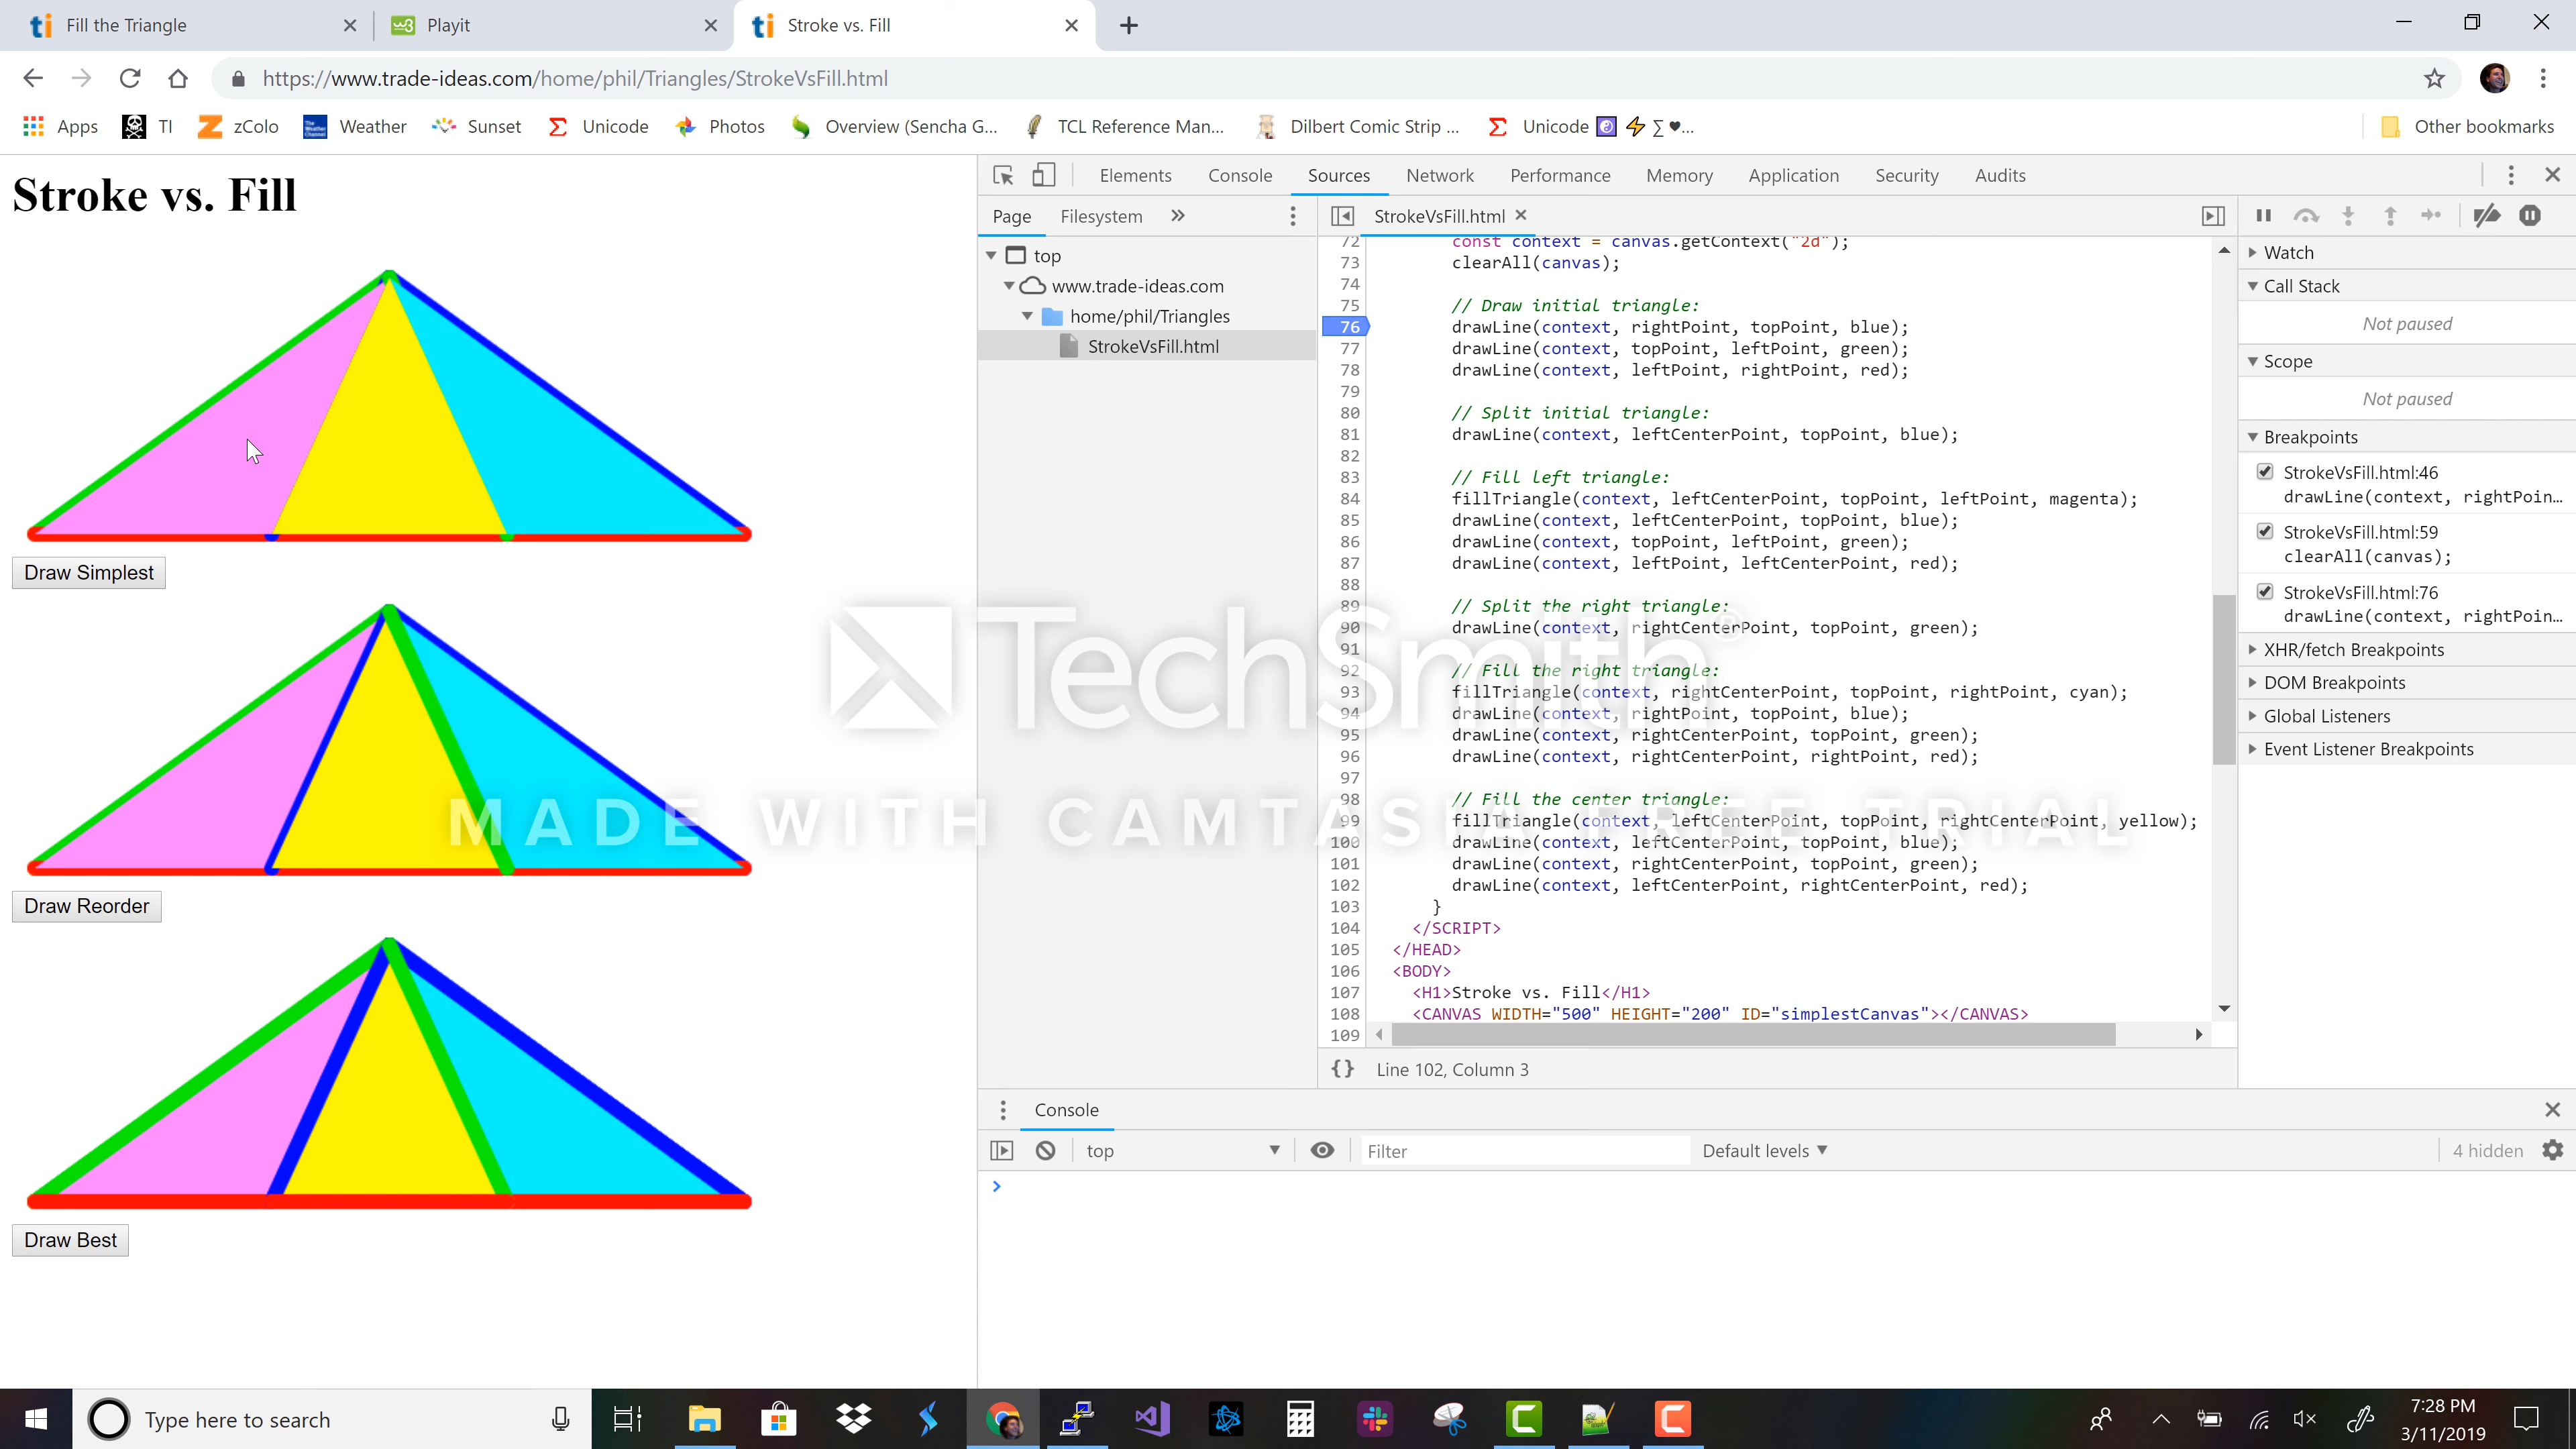 Fill the Triangle
Playit
Stroke vs. Fill
https://www.trade-ideas.com/home/phil/Triangles/StrokeVsFill.html
Apps TI zColo Weather Sunset Unicode Photos Overview (Sencha G... TCL Reference Man... Dilbert Comic Strip ... Unicode ☯ ⚡ ∑ ♥... Other bookmarks
Stroke vs. Fill
Draw Simplest
Draw Reorder
Draw Best
Elements Console Sources Network Performance Memory Application Security Audits
Page Filesystem »
top
www.trade-ideas.com
home/phil/Triangles
StrokeVsFill.html
StrokeVsFill.html
72 const context = canvas.getContext("2d");
73 clearAll(canvas);
74
75 // Draw initial triangle:
76 drawLine(context, rightPoint, topPoint, blue);
77 drawLine(context, topPoint, leftPoint, green);
78 drawLine(context, leftPoint, rightPoint, red);
79
80 // Split initial triangle:
81 drawLine(context, leftCenterPoint, topPoint, blue);
82
83 // Fill left triangle:
84 fillTriangle(context, leftCenterPoint, topPoint, leftPoint, magenta);
85 drawLine(context, leftCenterPoint, topPoint, blue);
86 drawLine(context, topPoint, leftPoint, green);
87 drawLine(context, leftPoint, leftCenterPoint, red);
88
89 // Split the right triangle:
90 drawLine(context, rightCenterPoint, topPoint, green);
91
92 // Fill the right triangle:
93 fillTriangle(context, rightCenterPoint, topPoint, rightPoint, cyan);
94 drawLine(context, rightPoint, topPoint, blue);
95 drawLine(context, rightCenterPoint, topPoint, green);
96 drawLine(context, rightCenterPoint, rightPoint, red);
97
98 // Fill the center triangle:
99 fillTriangle(context, leftCenterPoint, topPoint, rightCenterPoint, yellow);
100 drawLine(context, leftCenterPoint, topPoint, blue);
101 drawLine(context, rightCenterPoint, topPoint, green);
102 drawLine(context, leftCenterPoint, rightCenterPoint, red);
103 }
104 </SCRIPT>
105 </HEAD>
106 <BODY>
107 <H1>Stroke vs. Fill</H1>
108 <CANVAS WIDTH="500" HEIGHT="200" ID="simplestCanvas"></CANVAS>
109
{} Line 102, Column 3
Watch
Call Stack
Not paused
Scope
Not paused
Breakpoints
StrokeVsFill.html:46
drawLine(context, rightPoin...
StrokeVsFill.html:59
clearAll(canvas);
StrokeVsFill.html:76
drawLine(context, rightPoin...
XHR/fetch Breakpoints
DOM Breakpoints
Global Listeners
Event Listener Breakpoints
TechSmith®
MADE WITH CAMTASIA FREE TRIAL
Console
top Filter Default levels 4 hidden
Type here to search
7:28 PM
3/11/2019